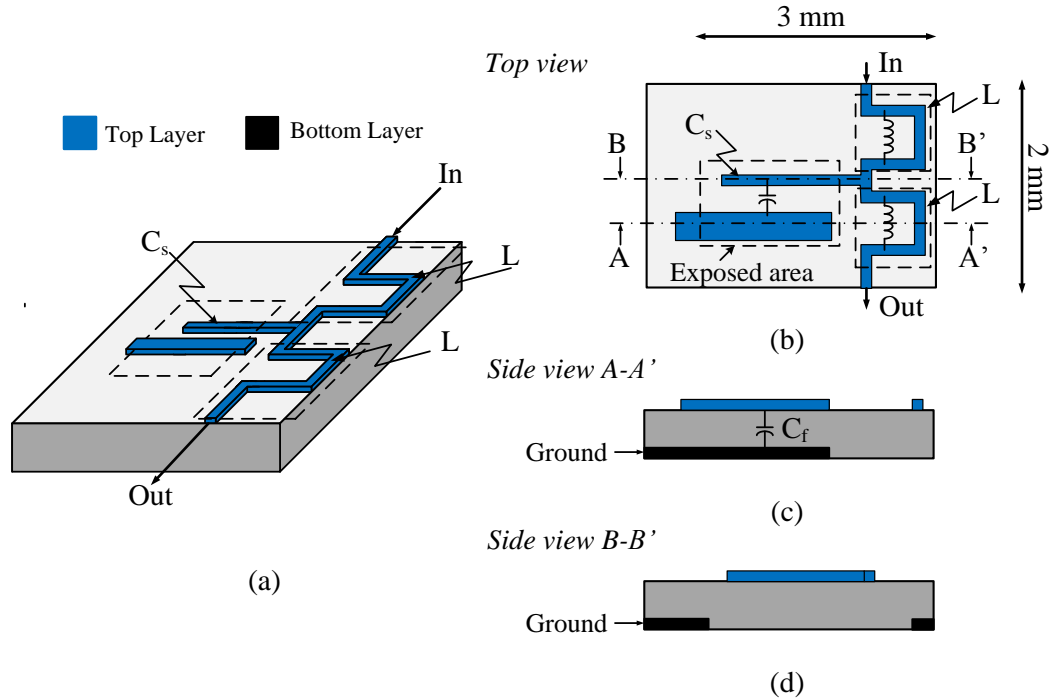 3 mm
Top view
In
L
Top Layer
Bottom Layer
Cs
B
B'
2 mm
In
L
Cs
A
A'
L
Exposed area
Out
L
(b)
Side view A-A'
Cf
Ground
Out
(c)
Side view B-B'
(a)
Ground
(d)